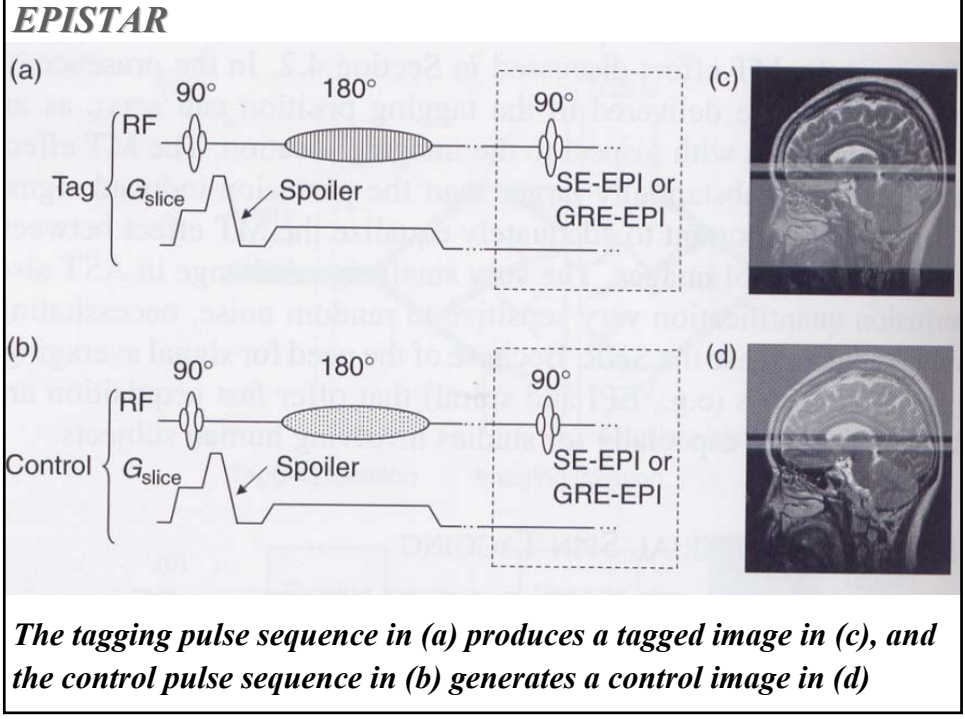 EPISTAR
(a)
90°
180°
90°
(c)
RF
Tag
Gslice
Spoiler
SE-EPI or
GRE-EPI
(b)
90°
180°
90°
(d)
RF
Control
Gslice
Spoiler
SE-EPI or
GRE-EPI
The tagging pulse sequence in (a) produces a tagged image in (c), and
the control pulse sequence in (b) generates a control image in (d)